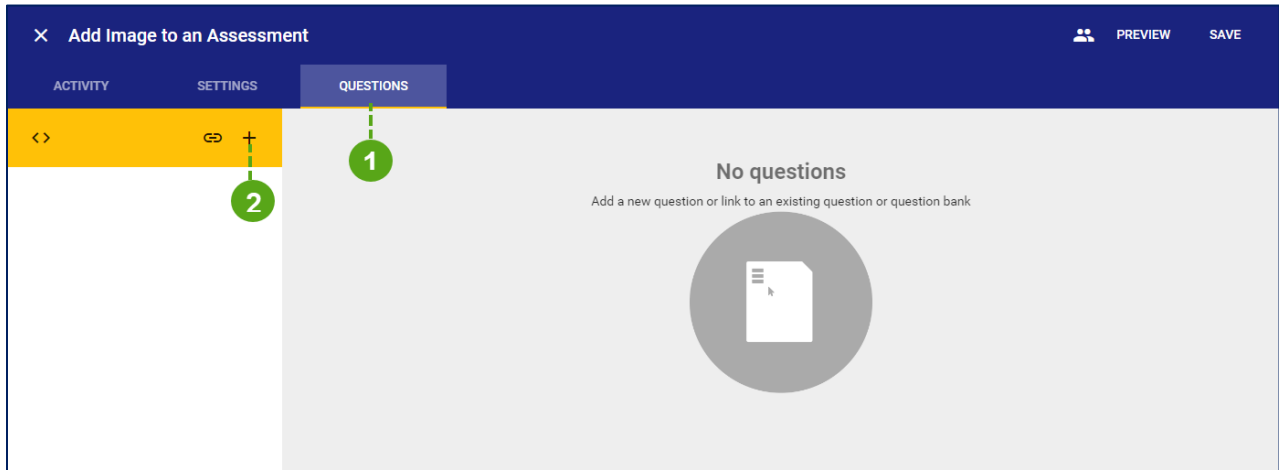 Add Image to an Assessment
PREVIEW
SAVE
ACTIVITY
SETTINGS
QUESTIONS
1
2
No questions
Add a new question or link to an existing question or question bank